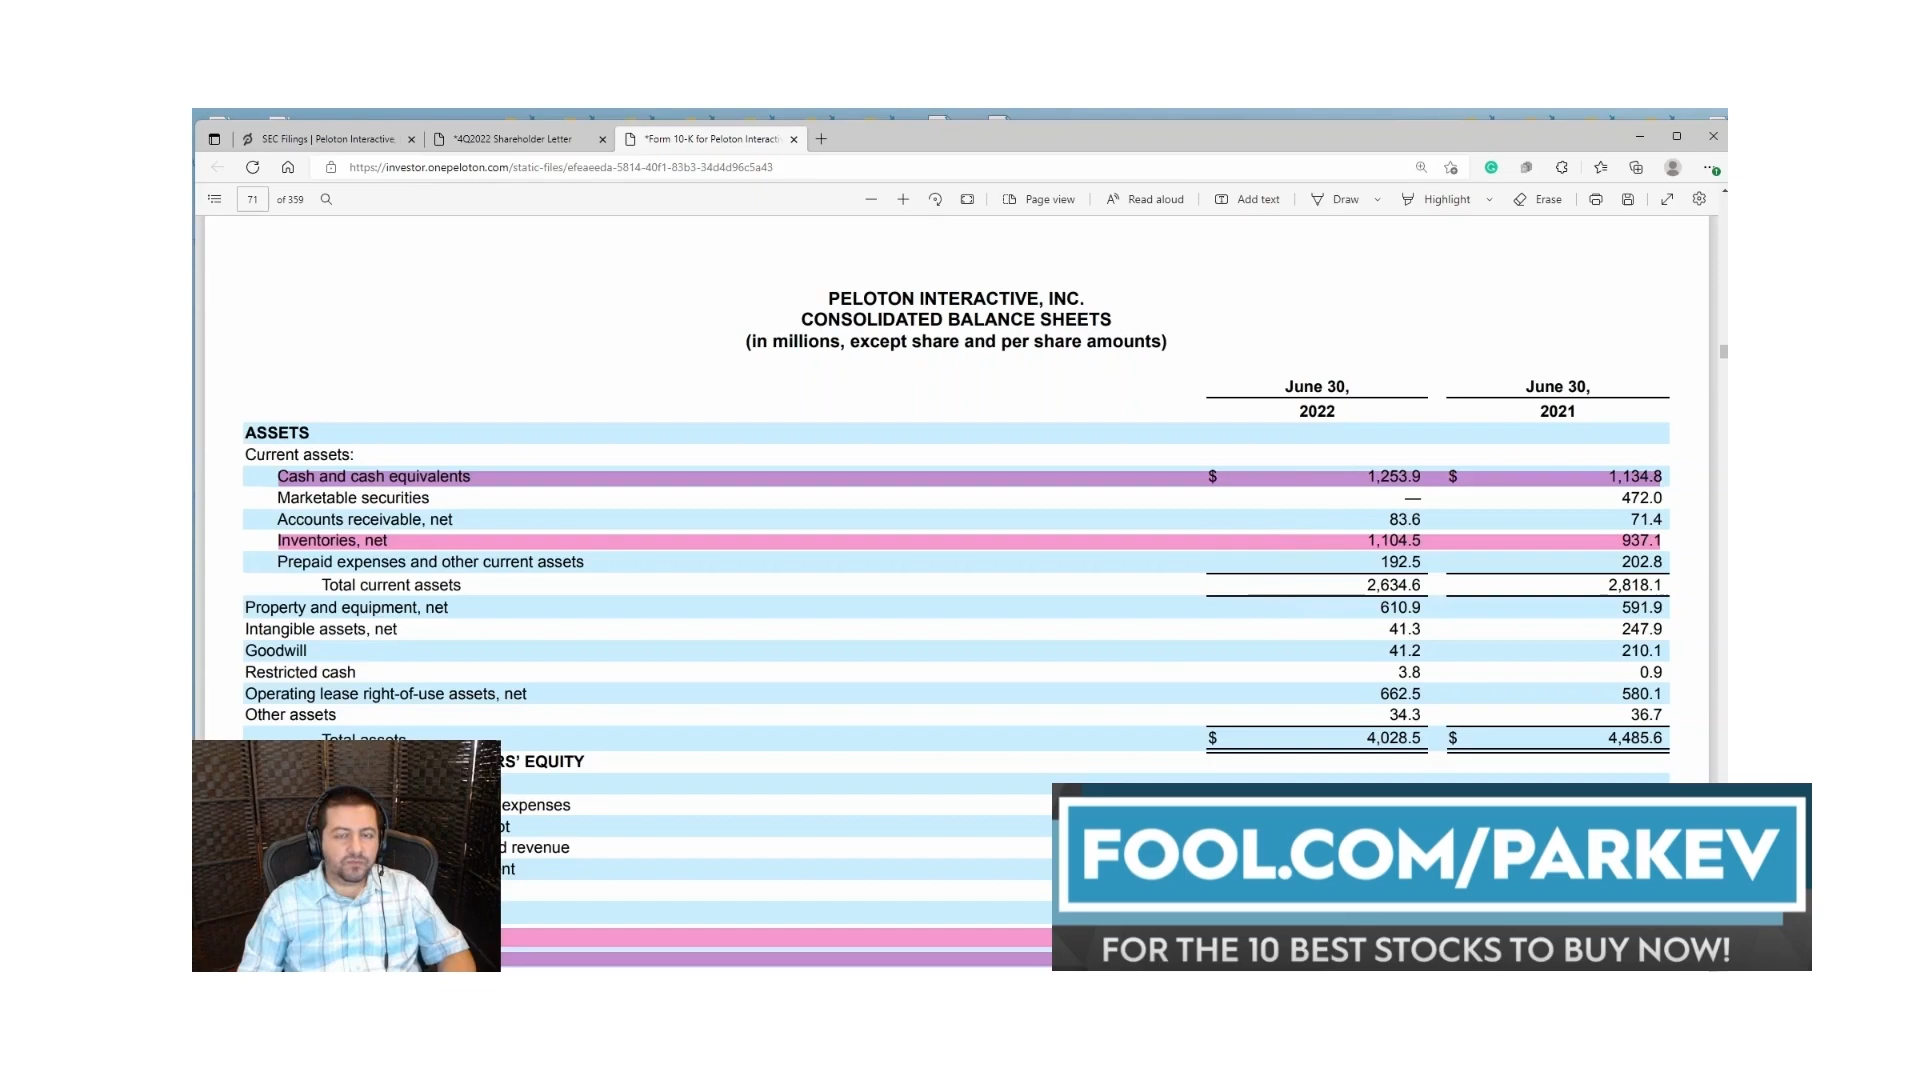 SEC Filings | Peloton Interactive
*4Q2022 Shareholder Letter
*Form 10-K for Peloton Interacti
https://investor.onepeloton.com/static-files/efeaeeda-5814-40f1-83b3-34d4d96c5a43
71 of 359 Page view Read aloud Add text Draw Highlight Erase
PELOTON INTERACTIVE, INC.
CONSOLIDATED BALANCE SHEETS
(in millions, except share and per share amounts)
June 30, June 30,
2022 2021
ASSETS
Current assets:
Cash and cash equivalents $ 1,253.9 $ 1,134.8
Marketable securities — 472.0
Accounts receivable, net 83.6 71.4
Inventories, net 1,104.5 937.1
Prepaid expenses and other current assets 192.5 202.8
Total current assets 2,634.6 2,818.1
Property and equipment, net 610.9 591.9
Intangible assets, net 41.3 247.9
Goodwill 41.2 210.1
Restricted cash 3.8 0.9
Operating lease right-of-use assets, net 662.5 580.1
Other assets 34.3 36.7
Total assets $ 4,028.5 $ 4,485.6
RS' EQUITY
expenses
d revenue
FOOL.COM/PARKEV
FOR THE 10 BEST STOCKS TO BUY NOW!